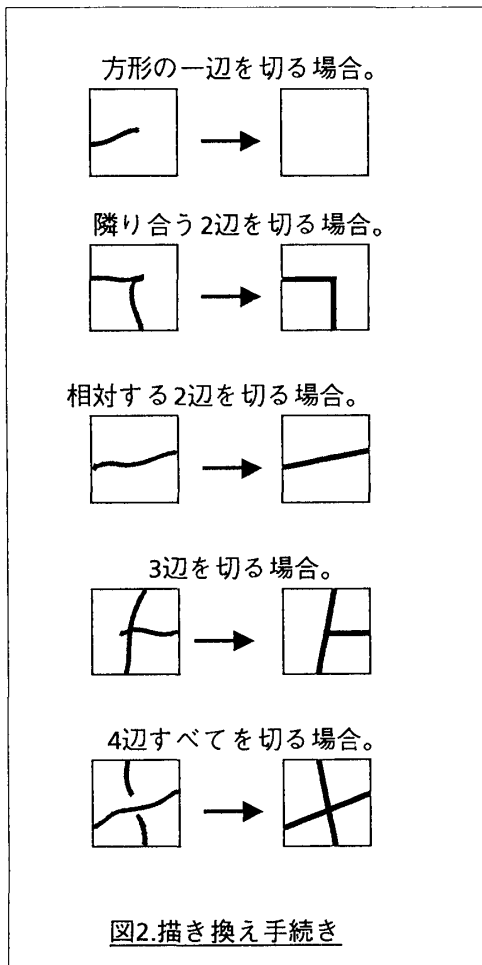 方形の一辺を切る場合。
隣り合う2辺を切る場合。
相対する2辺を切る場合。
3辺を切る場合。
4辺すべてを切る場合。
図2.描き換え手続き